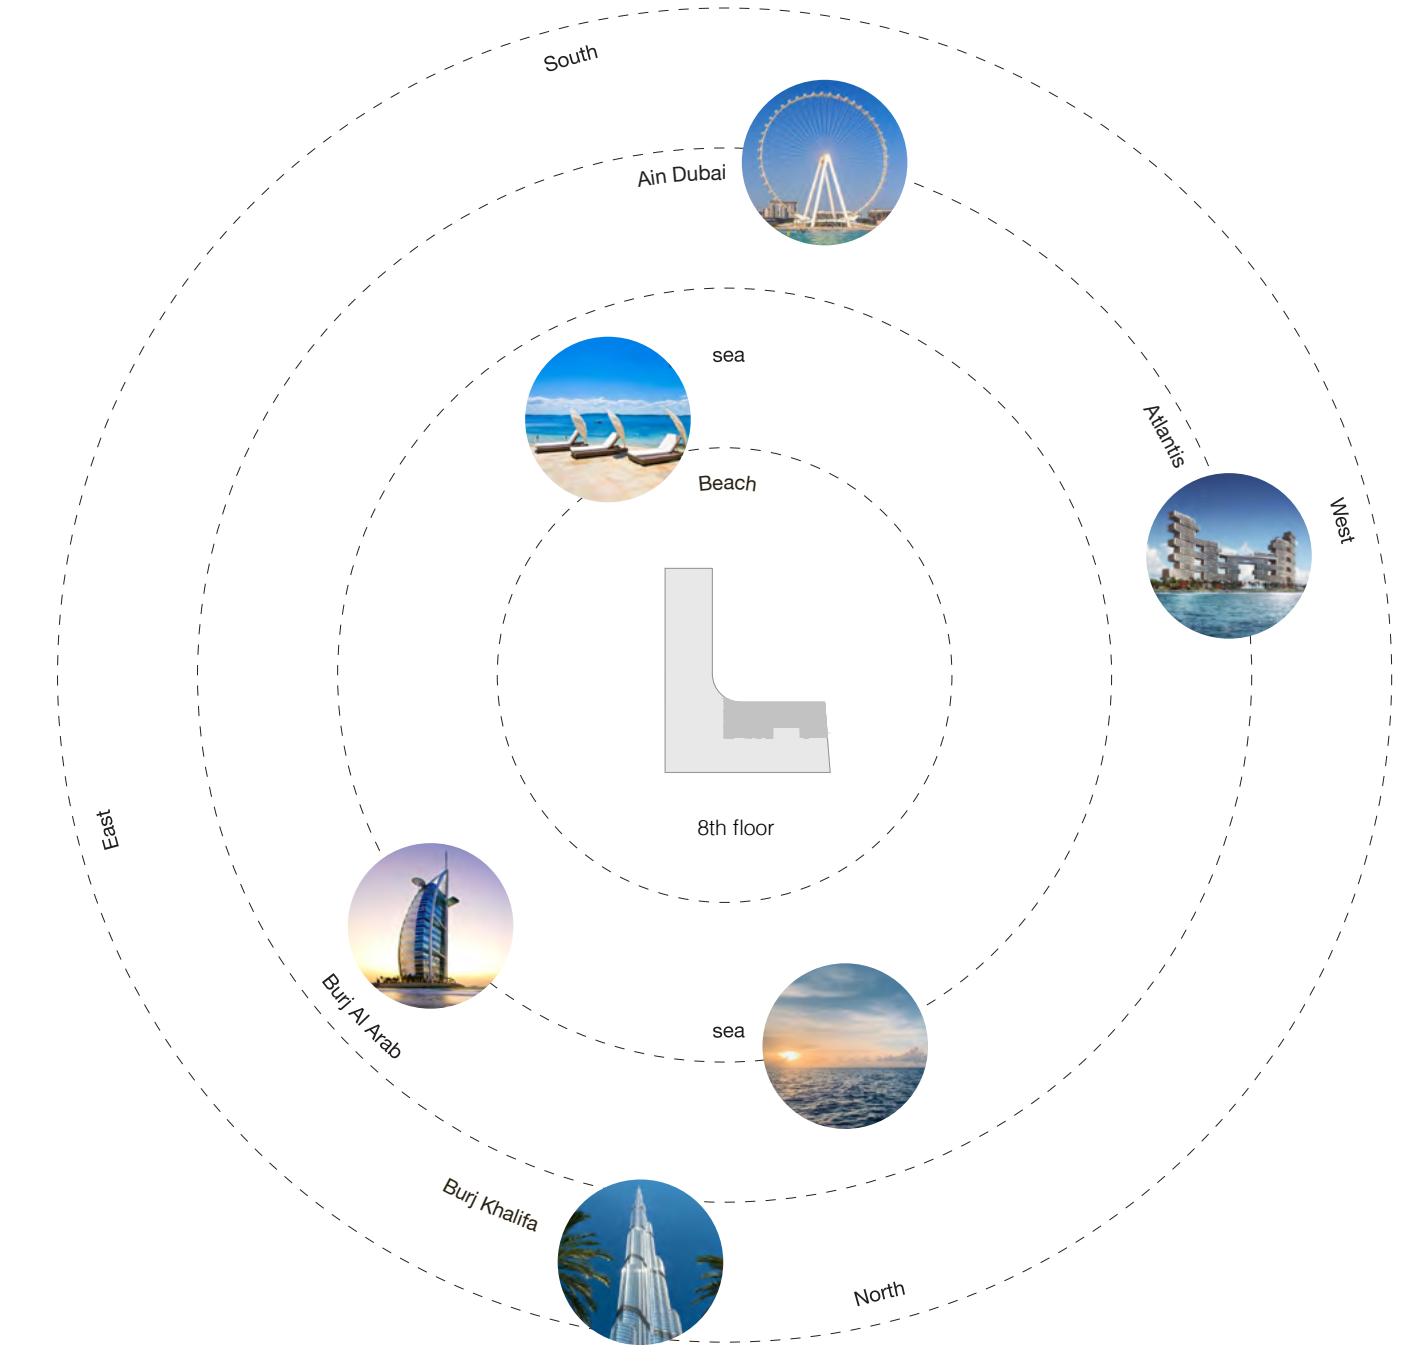 South
Ain Dubai
sea
Atlantis
Beach
West
8th floor
East
Burj Al Arab
sea
Burj Khalifa
North